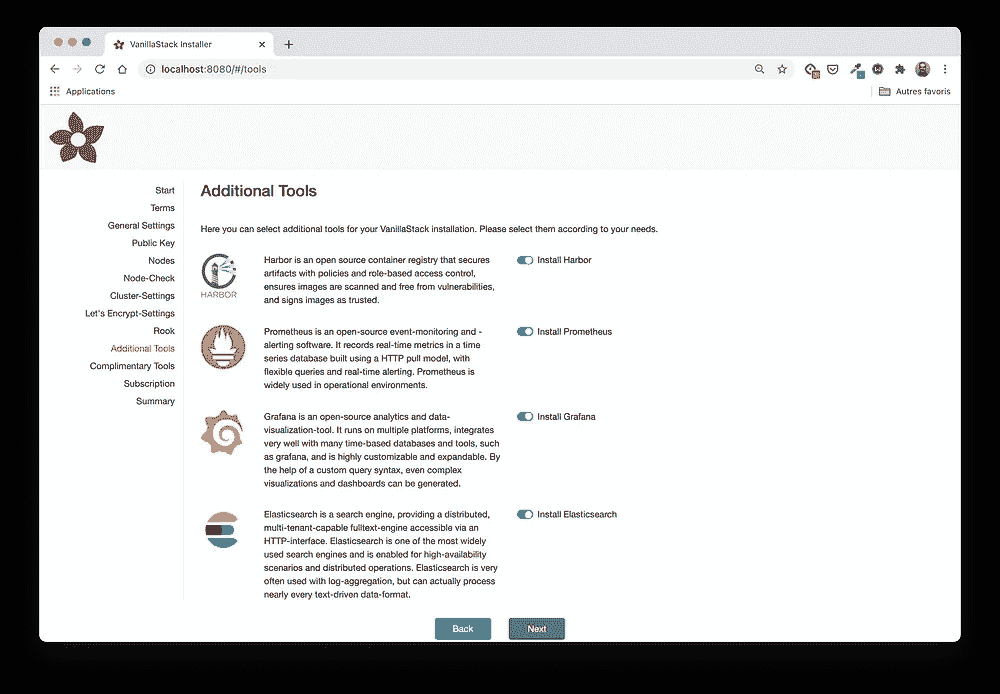 VanillaStack Installer
localhost:8080/#/tools
Applications
Autres favoris
Start
Terms
General Settings
Public Key
Nodes
Node-Check
Cluster-Settings
Let's Encrypt-Settings
Rook
Additional Tools
Complimentary Tools
Subscription
Summary
Additional Tools
Here you can select additional tools for your VanillaStack installation. Please select them according to your needs.
HARBOR
Harbor is an open source container registry that secures
artifacts with policies and role-based access control,
ensures images are scanned and free from vulnerabilities,
and signs images as trusted.
Install Harbor
Prometheus is an open-source event-monitoring and -
alerting software. It records real-time metrics in a time
series database built using a HTTP pull model, with
flexible queries and real-time alerting. Prometheus is
widely used in operational environments.
Install Prometheus
Grafana is an open-source analytics and data-
visualization-tool. It runs on multiple platforms, integrates
very well with many time-based databases and tools, such
as grafana, and is highly customizable and expandable. By
the help of a custom query syntax, even complex
visualizations and dashboards can be generated.
Install Grafana
Elasticsearch is a search engine, providing a distributed,
multi-tenant-capable fulltext-engine accessible via an
HTTP-interface. Elasticsearch is one of the most widely
used search engines and is enabled for high-availability
scenarios and distributed operations. Elasticsearch is very
often used with log-aggregation, but can actually process
nearly every text-driven data-format.
Install Elasticsearch
Back
Next